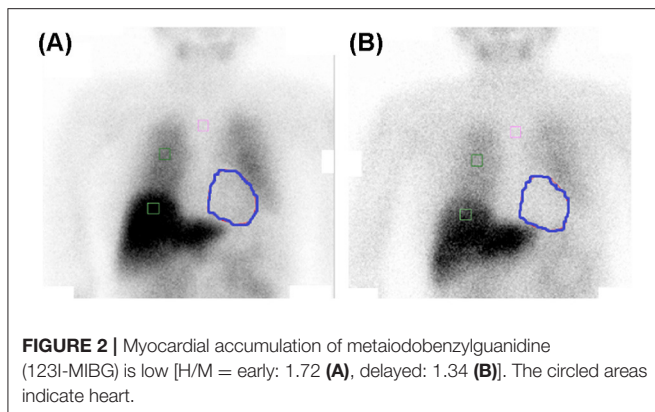 (A)
(B)
FIGURE 2 | Myocardial accumulation of metaiodobenzylguanidine
(123I-MIBG) is low [H/M = early: 1.72 (A), delayed: 1.34 (B)]. The circled areas
indicate heart.